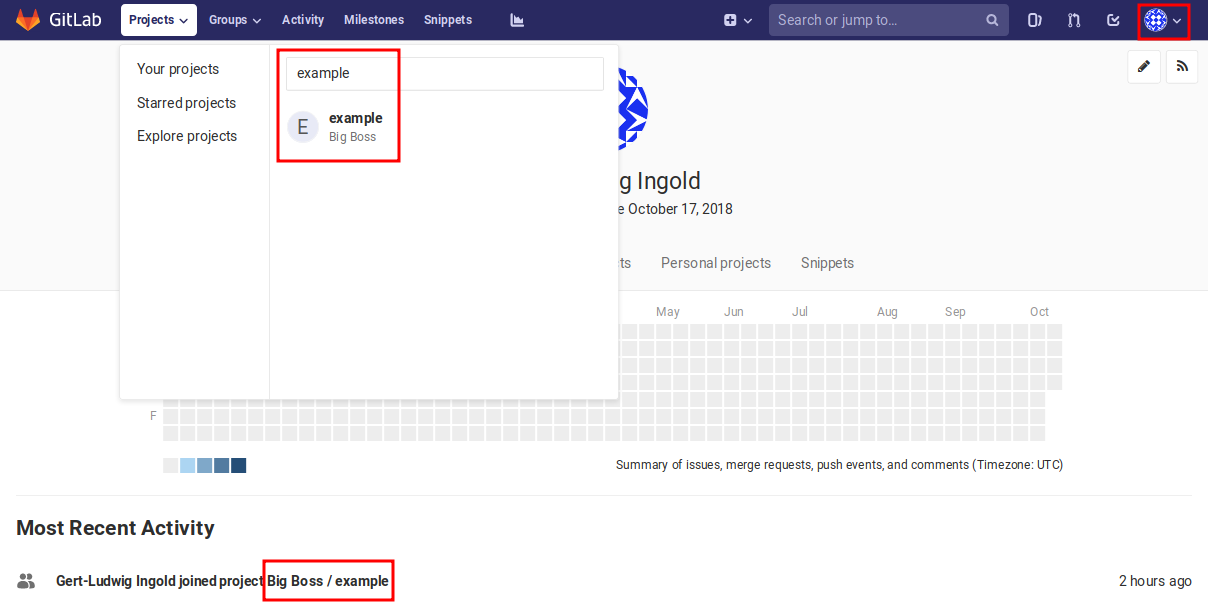 GitLab Projects Groups Activity Milestones Snippets Search or jump to...
Your projects
Starred projects
Explore projects
example
E
example
Big Boss
g Ingold
e October 17, 2018
ts Personal projects Snippets
May Jun Jul Aug Sep Oct
F
Summary of issues, merge requests, push events, and comments (Timezone: UTC)
Most Recent Activity
Gert-Ludwig Ingold joined project Big Boss / example 2 hours ago